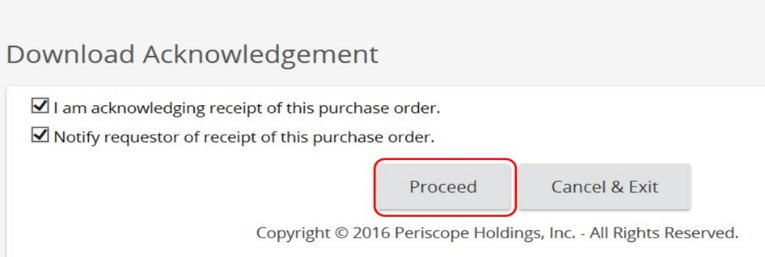 Download Acknowledgement
I am acknowledging receipt of this purchase order.
Notify requestor of receipt of this purchase order.
Proceed Cancel & Exit
Copyright © 2016 Periscope Holdings, Inc. - All Rights Reserved.